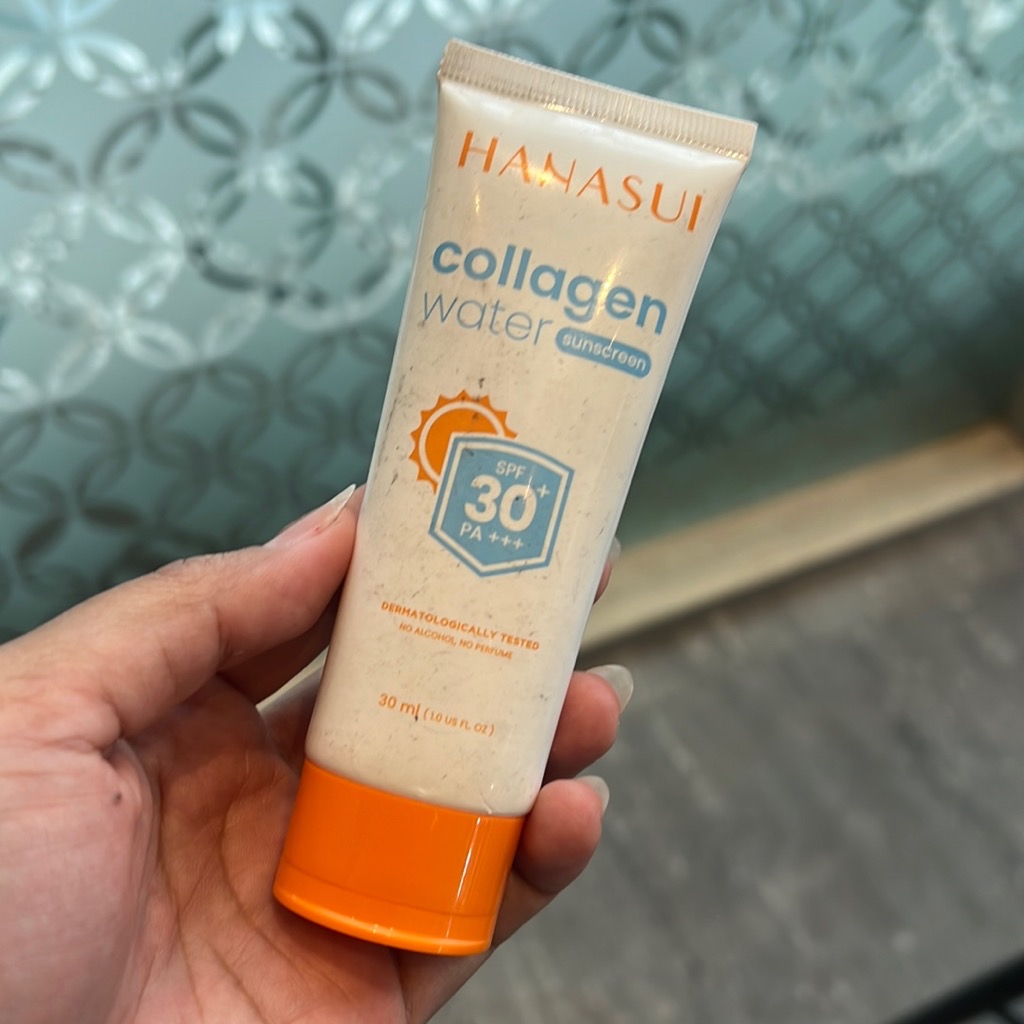 HANASUI
collagen
water sunscreen
SPF
30+
PA +++
DERMATOLOGICALLY TESTED
NO ALCOHOL, NO PERFUME
30 ml (1.0 US FL OZ)